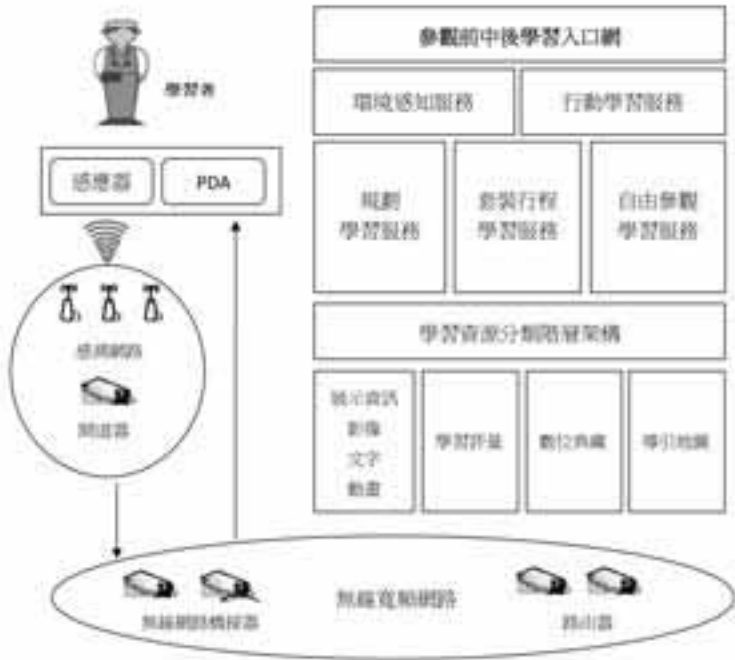 學習者
感應器
PDA
感測網路
閘道器
參觀前中後學習入口網
環境感知服務
行動學習服務
規劃
學習服務
套裝行程
學習服務
自由參觀
學習服務
學習資源分類階層架構
展示資訊
影像
文字
動畫
學習評量
數位典藏
導引地圖
無線網路橋接器
無線寬頻網路
路由器